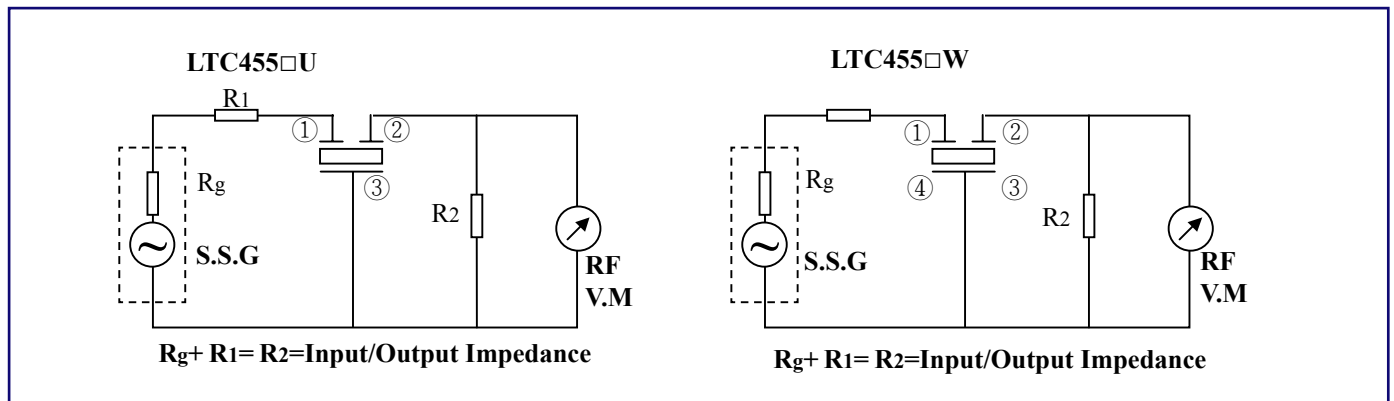 LTC455□U
R1
① ②
③
Rg
R2
S.S.G
RF
V.M
Rg+ R1= R2=Input/Output Impedance
LTC455□W
① ②
④ ③
Rg
R2
S.S.G
RF
V.M
Rg+ R1= R2=Input/Output Impedance